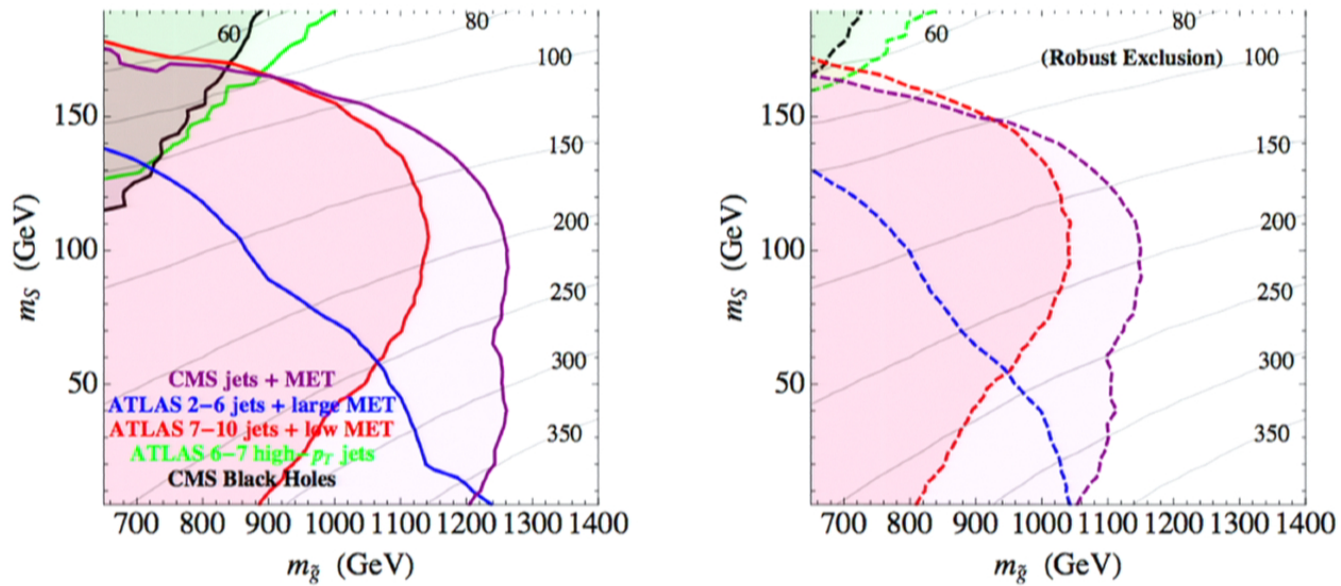 60
80
100
150
200
250
300
350
150
100
50
m_S (GeV)
CMS jets + MET
ATLAS 2–6 jets + large MET
ATLAS 7–10 jets + low MET
ATLAS 6–7 high-p_T jets
CMS Black Holes
700 800 900 1000 1100 1200 1300 1400
m_g̃ (GeV)
60
80
(Robust Exclusion) 100
150
200
250
300
350
150
100
50
m_S (GeV)
700 800 900 1000 1100 1200 1300 1400
m_g̃ (GeV)